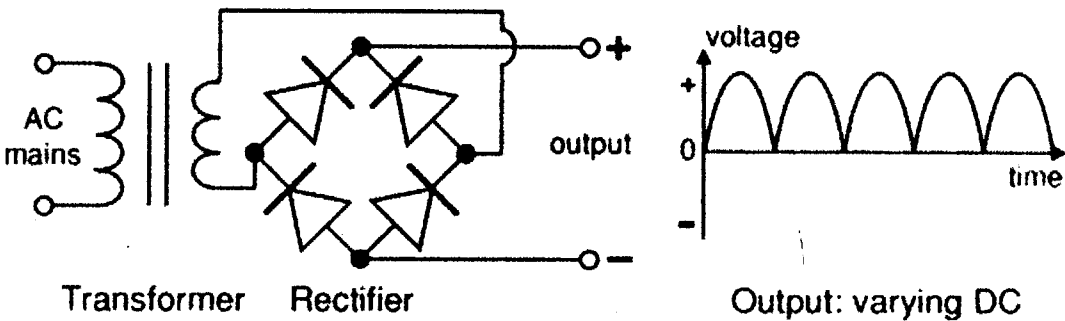 AC
mains
Transformer
Rectifier
+
output
−
voltage
+
0
−
time
Output: varying DC